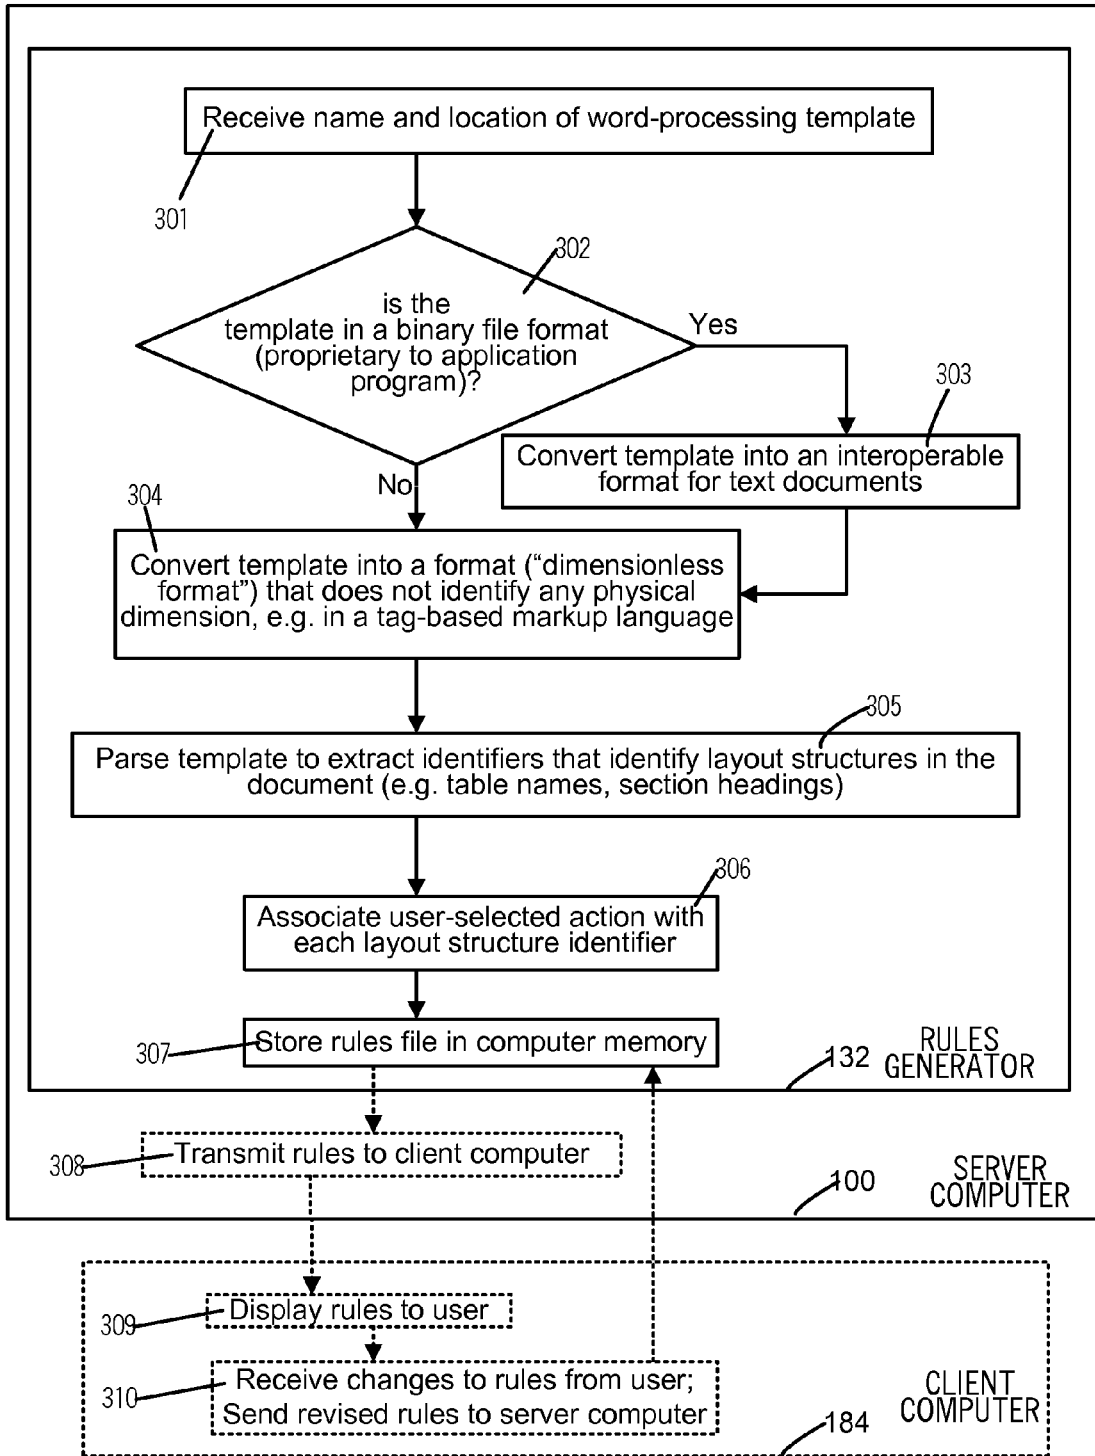 Receive name and location of word-processing template
301
302
is the
template in a binary file format
(proprietary to application
program)?
Yes
303
Convert template into an interoperable
format for text documents
No
304
Convert template into a format (“dimensionless
format”) that does not identify any physical
dimension, e.g. in a tag-based markup language
305
Parse template to extract identifiers that identify layout structures in the
document (e.g. table names, section headings)
306
Associate user-selected action with
each layout structure identifier
307
Store rules file in computer memory
132
RULES
GENERATOR
308
Transmit rules to client computer
100
SERVER
COMPUTER
309
Display rules to user
310
Receive changes to rules from user;
Send revised rules to server computer
184
CLIENT
COMPUTER